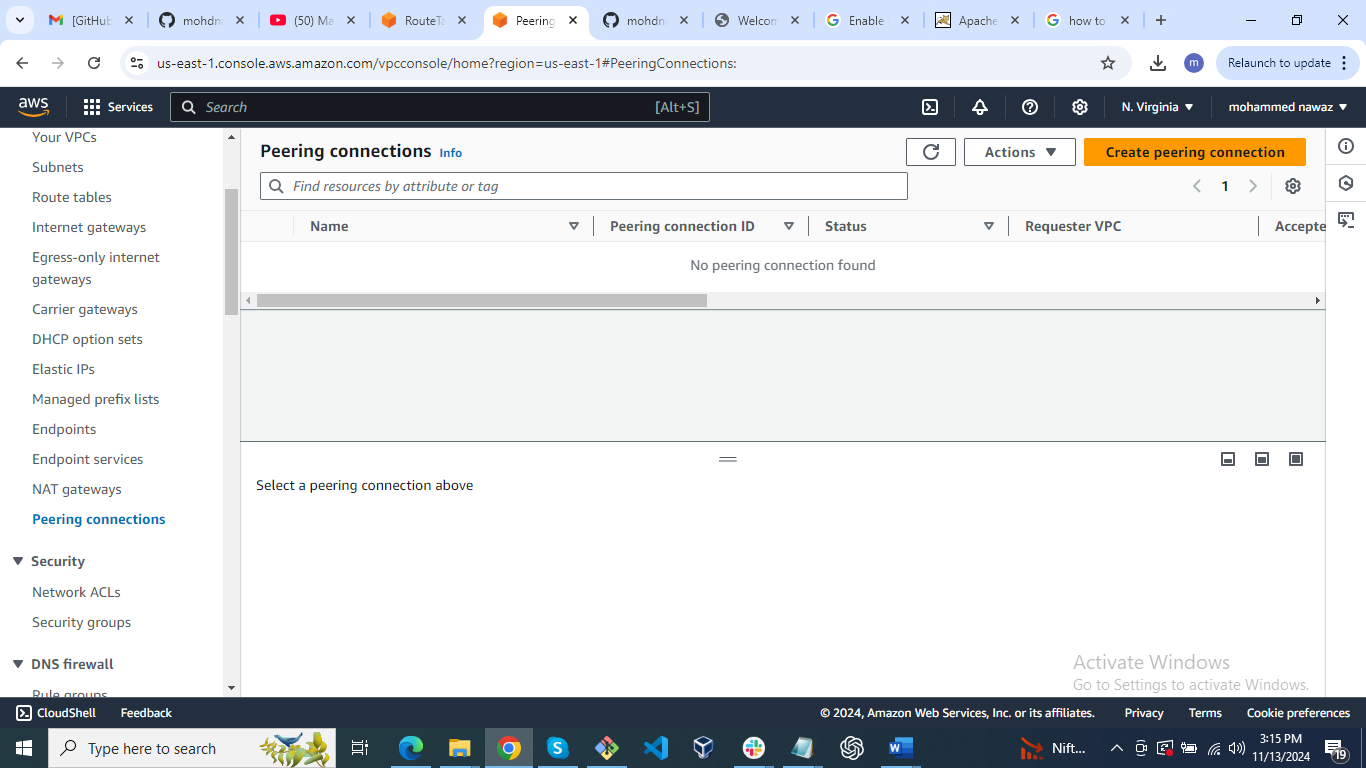 [GitHub
mohdna
(50) Ma
RouteTa
Peering
mohdn
Welcom
Enable
Apache
how to
us-east-1.console.aws.amazon.com/vpcconsole/home?region=us-east-1#PeeringConnections:
m
Relaunch to update
aws
Services
Search
[Alt+S]
N. Virginia
mohammed nawaz
Your VPCs
Subnets
Route tables
Internet gateways
Egress-only internet
gateways
Carrier gateways
DHCP option sets
Elastic IPs
Managed prefix lists
Endpoints
Endpoint services
NAT gateways
Peering connections
Security
Network ACLs
Security groups
DNS firewall
Rule groups
Peering connections Info
Actions
Create peering connection
Find resources by attribute or tag
1
Name
Peering connection ID
Status
Requester VPC
Accepte
No peering connection found
Select a peering connection above
Activate Windows
Go to Settings to activate Windows.
CloudShell
Feedback
© 2024, Amazon Web Services, Inc. or its affiliates.
Privacy
Terms
Cookie preferences
Type here to search
Nift...
3:15 PM
11/13/2024
19